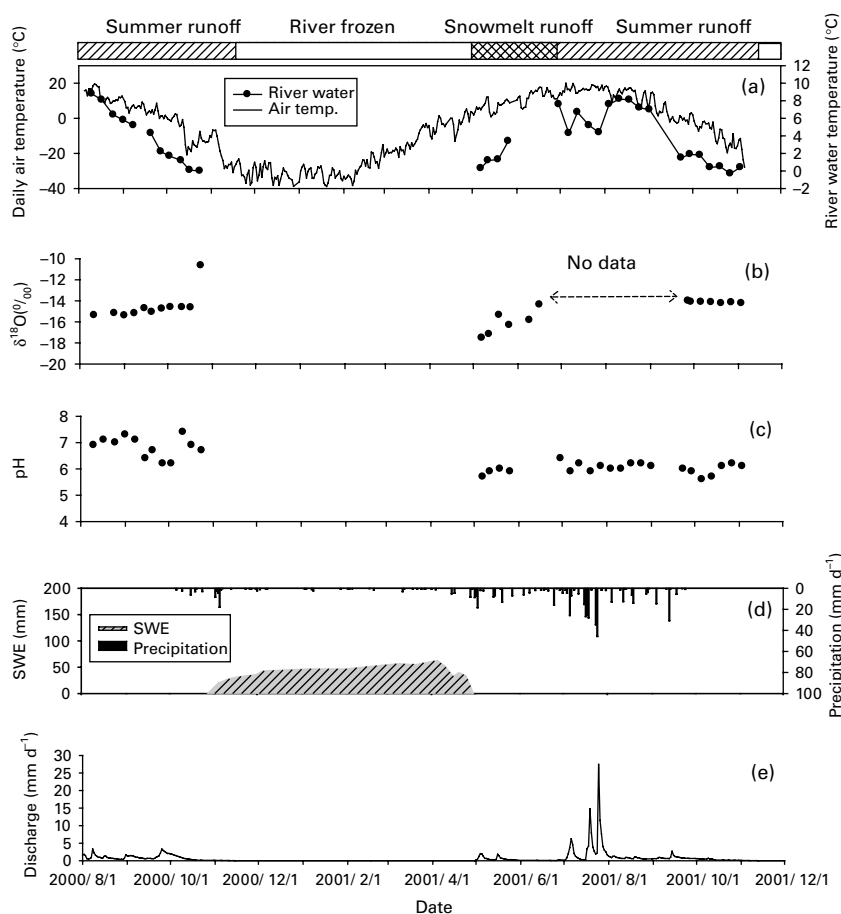 Summer runoff River frozen Snowmelt runoff Summer runoff
Daily air temperature (°C)
20
0
−20
−40
River water
Air temp.
(a)
12
10
8
6
4
2
0
−2
River water temperature (°C)
δ18O(0/00)
−10
−12
−14
−16
−18
−20
No data
(b)
pH
8
7
6
5
4
(c)
SWE (mm)
200
150
100
50
0
SWE
Precipitation
(d)
0
20
40
60
80
100
Precipitation (mm d−1)
Discharge (mm d−1)
30
25
20
15
10
5
0
(e)
2000/ 8/1 2000/ 10/1 2000/ 12/1 2001/ 2/1 2001/ 4/1 2001/ 6/1 2001/ 8/1 2001/ 10/1 2001/ 12/1
Date